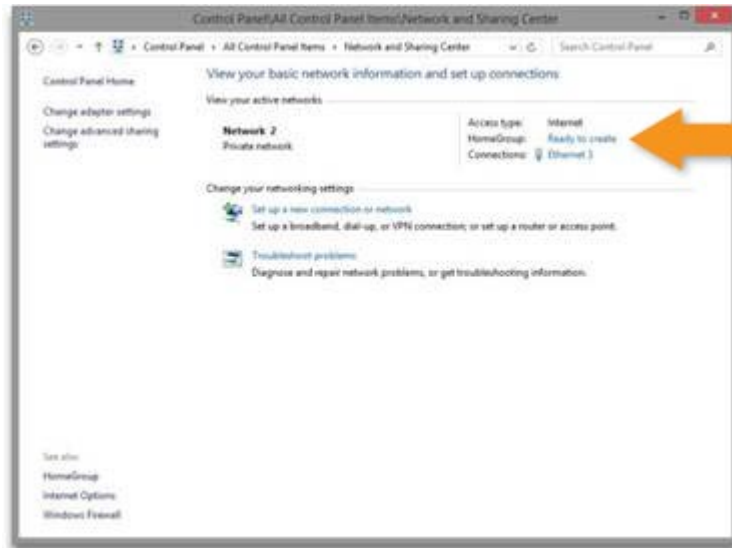 Control Panel\All Control Panel Items\Network and Sharing Center
Control Panel All Control Panel Items Network and Sharing Center Search Control Panel
Control Panel Home
Change adapter settings
Change advanced sharing
settings
View your basic network information and set up connections
View your active networks
Network 2
Private network
Access type: Internet
HomeGroup: Ready to create
Connections: Ethernet 3
Change your networking settings
Set up a new connection or network
Set up a broadband, dial-up, or VPN connection; or set up a router or access point.
Troubleshoot problems
Diagnose and repair network problems, or get troubleshooting information.
See also
HomeGroup
Internet Options
Windows Firewall